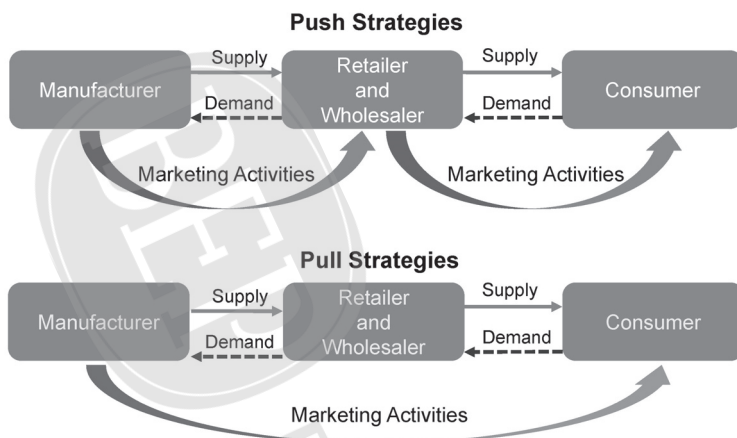 Push Strategies
Supply
Supply
Manufacturer
Retailer
and
Wholesaler
Consumer
Demand
Demand
Marketing Activities
Marketing Activities
Pull Strategies
Supply
Supply
Manufacturer
Retailer
and
Wholesaler
Consumer
Demand
Demand
Marketing Activities
BEP